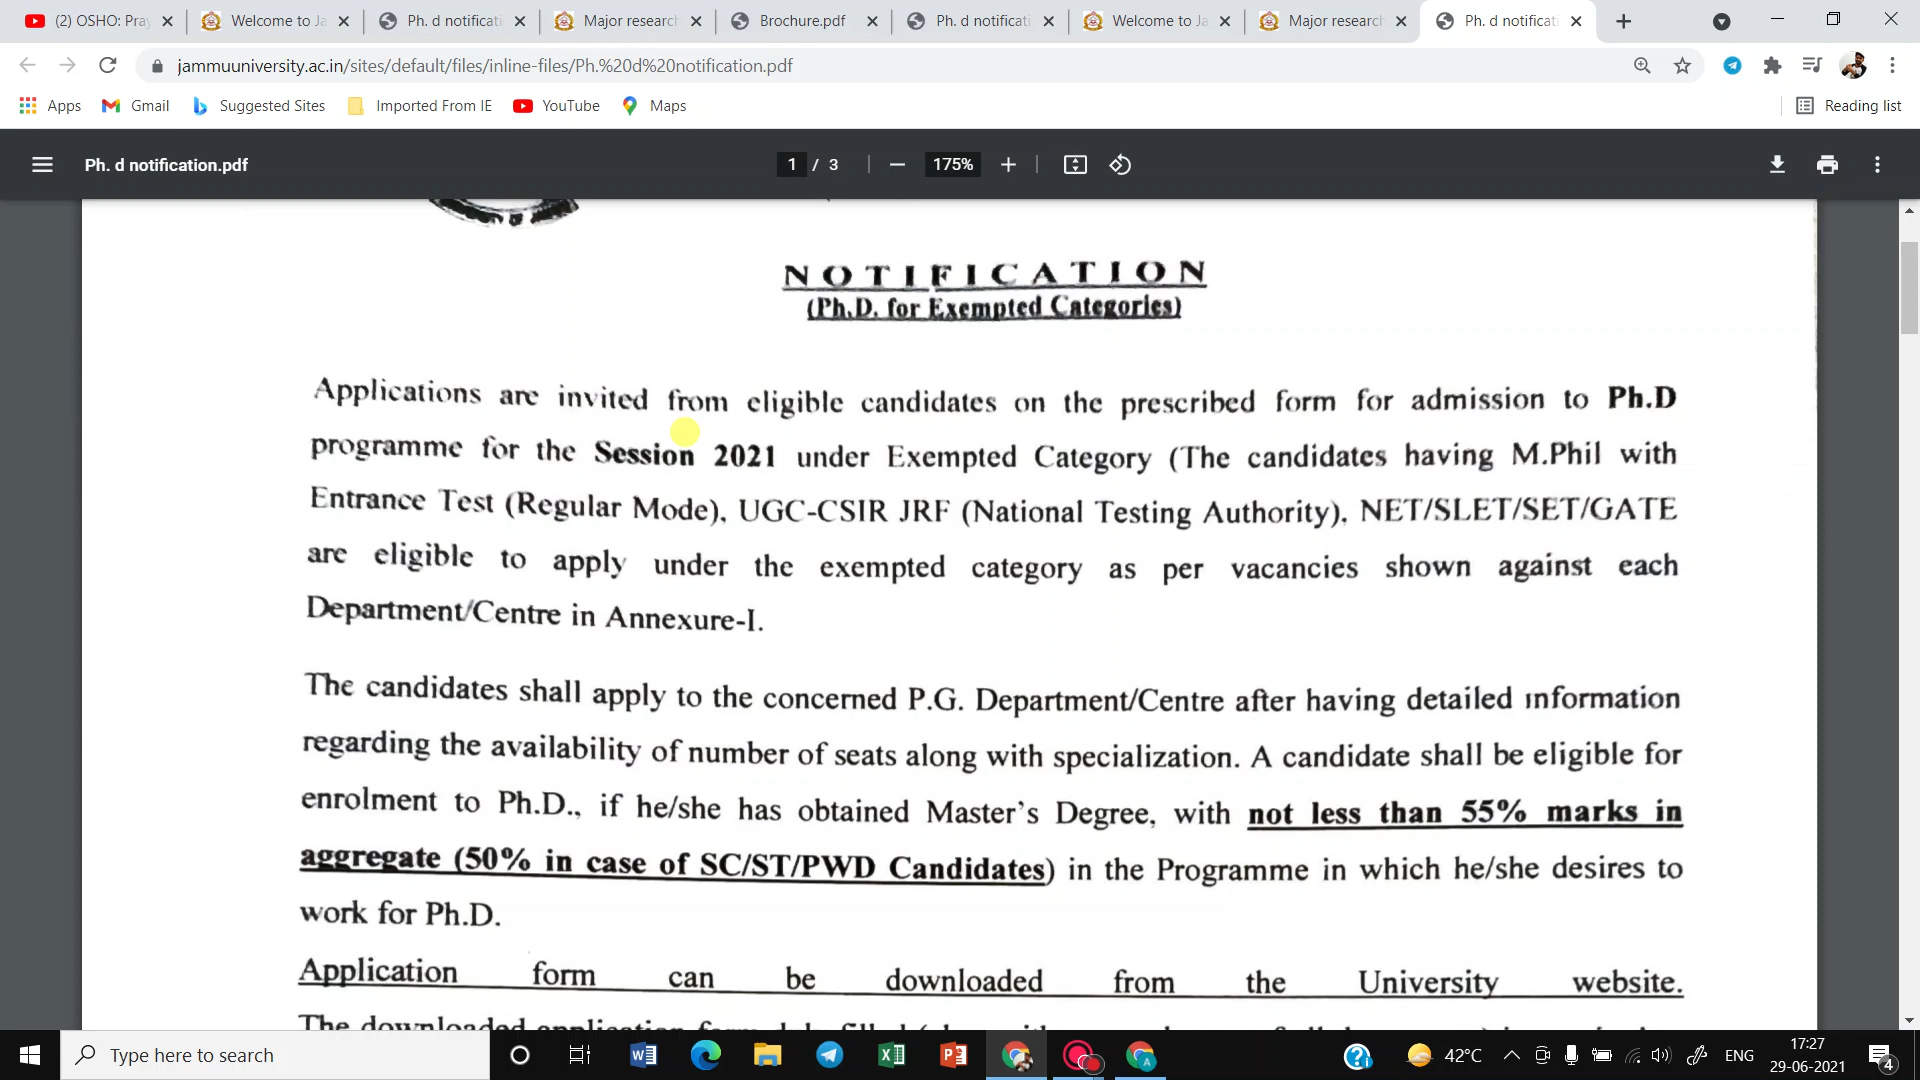 (2) OSHO: Pray
Welcome to Ja
Ph. d notificati
Major research
Brochure.pdf
Ph. d notificati
Welcome to Ja
Major research
Ph. d notificati
jammuuniversity.ac.in/sites/default/files/inline-files/Ph.%20d%20notification.pdf
Apps
Gmail
Suggested Sites
Imported From IE
YouTube
Maps
Reading list
Ph. d notification.pdf
1 / 3
175%
NOTIFICATION
(Ph.D. for Exempted Categories)
Applications are invited from eligible candidates on the prescribed form for admission to Ph.D
programme for the Session 2021 under Exempted Category (The candidates having M.Phil with
Entrance Test (Regular Mode), UGC-CSIR JRF (National Testing Authority), NET/SLET/SET/GATE
are eligible to apply under the exempted category as per vacancies shown against each
Department/Centre in Annexure-I.
The candidates shall apply to the concerned P.G. Department/Centre after having detailed information
regarding the availability of number of seats along with specialization. A candidate shall be eligible for
enrolment to Ph.D., if he/she has obtained Master's Degree, with not less than 55% marks in
aggregate (50% in case of SC/ST/PWD Candidates) in the Programme in which he/she desires to
work for Ph.D.
Application form can be downloaded from the University website.
The downloaded application form
Type here to search
42°C
ENG
17:27
29-06-2021
4